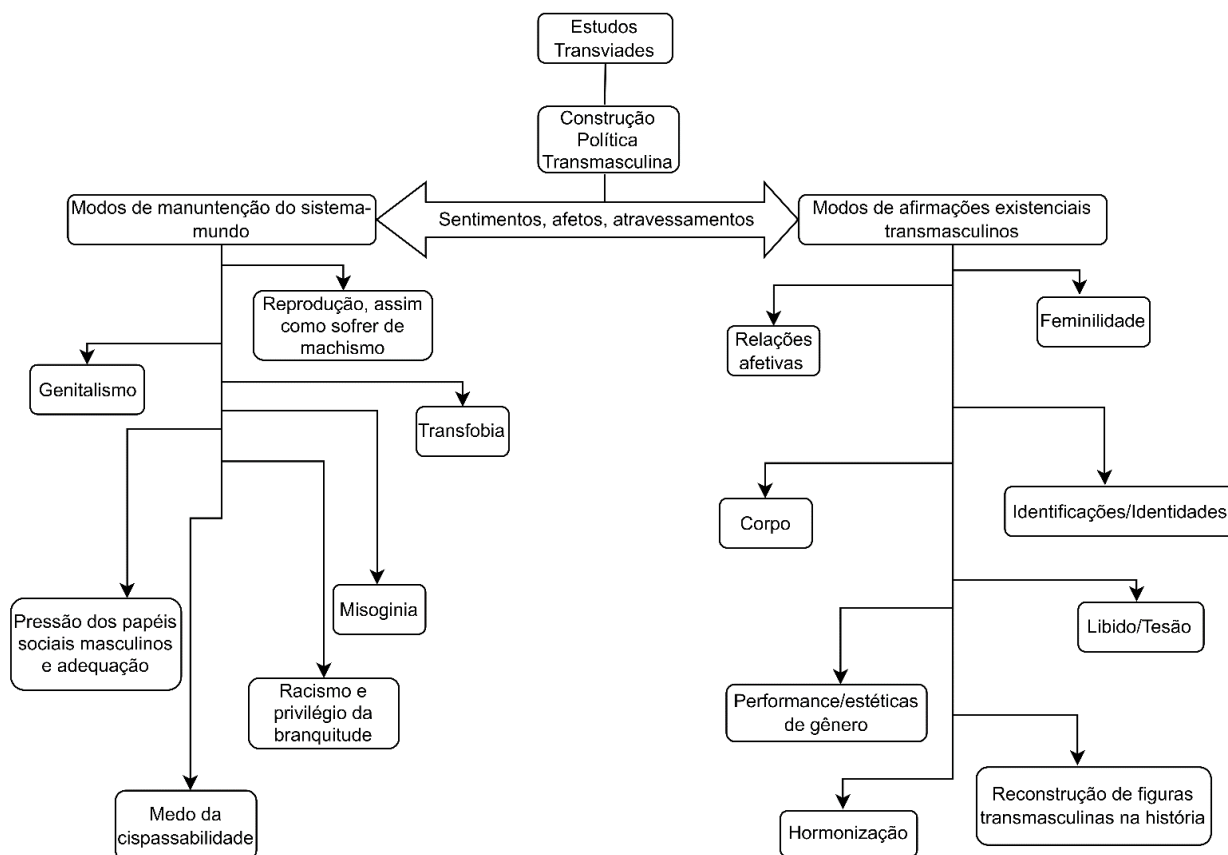 Estudos
Transviades
Construção
Política
Transmasculina
Modos de manuntenção do sistema-
mundo
Sentimentos, afetos, atravessamentos
Modos de afirmações existenciais
transmasculinos
Reprodução, assim
como sofrer de
machismo
Genitalismo
Transfobia
Pressão dos papéis
sociais masculinos
e adequação
Misoginia
Racismo e
privilégio da
branquitude
Medo da
cispassabilidade
Feminilidade
Relações
afetivas
Identificações/Identidades
Corpo
Libido/Tesão
Performance/estéticas
de gênero
Reconstrução de figuras
transmasculinas na história
Hormonização